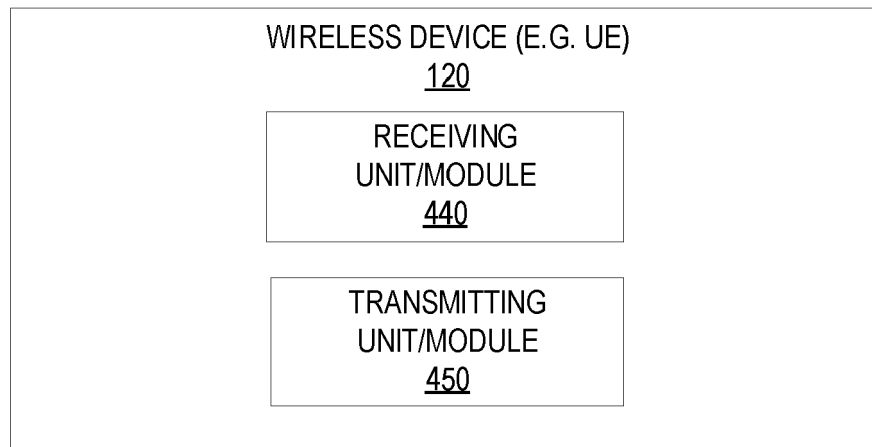 WIRELESS DEVICE (E.G. UE)
120
RECEIVING
UNIT/MODULE
440
TRANSMITTING
UNIT/MODULE
450